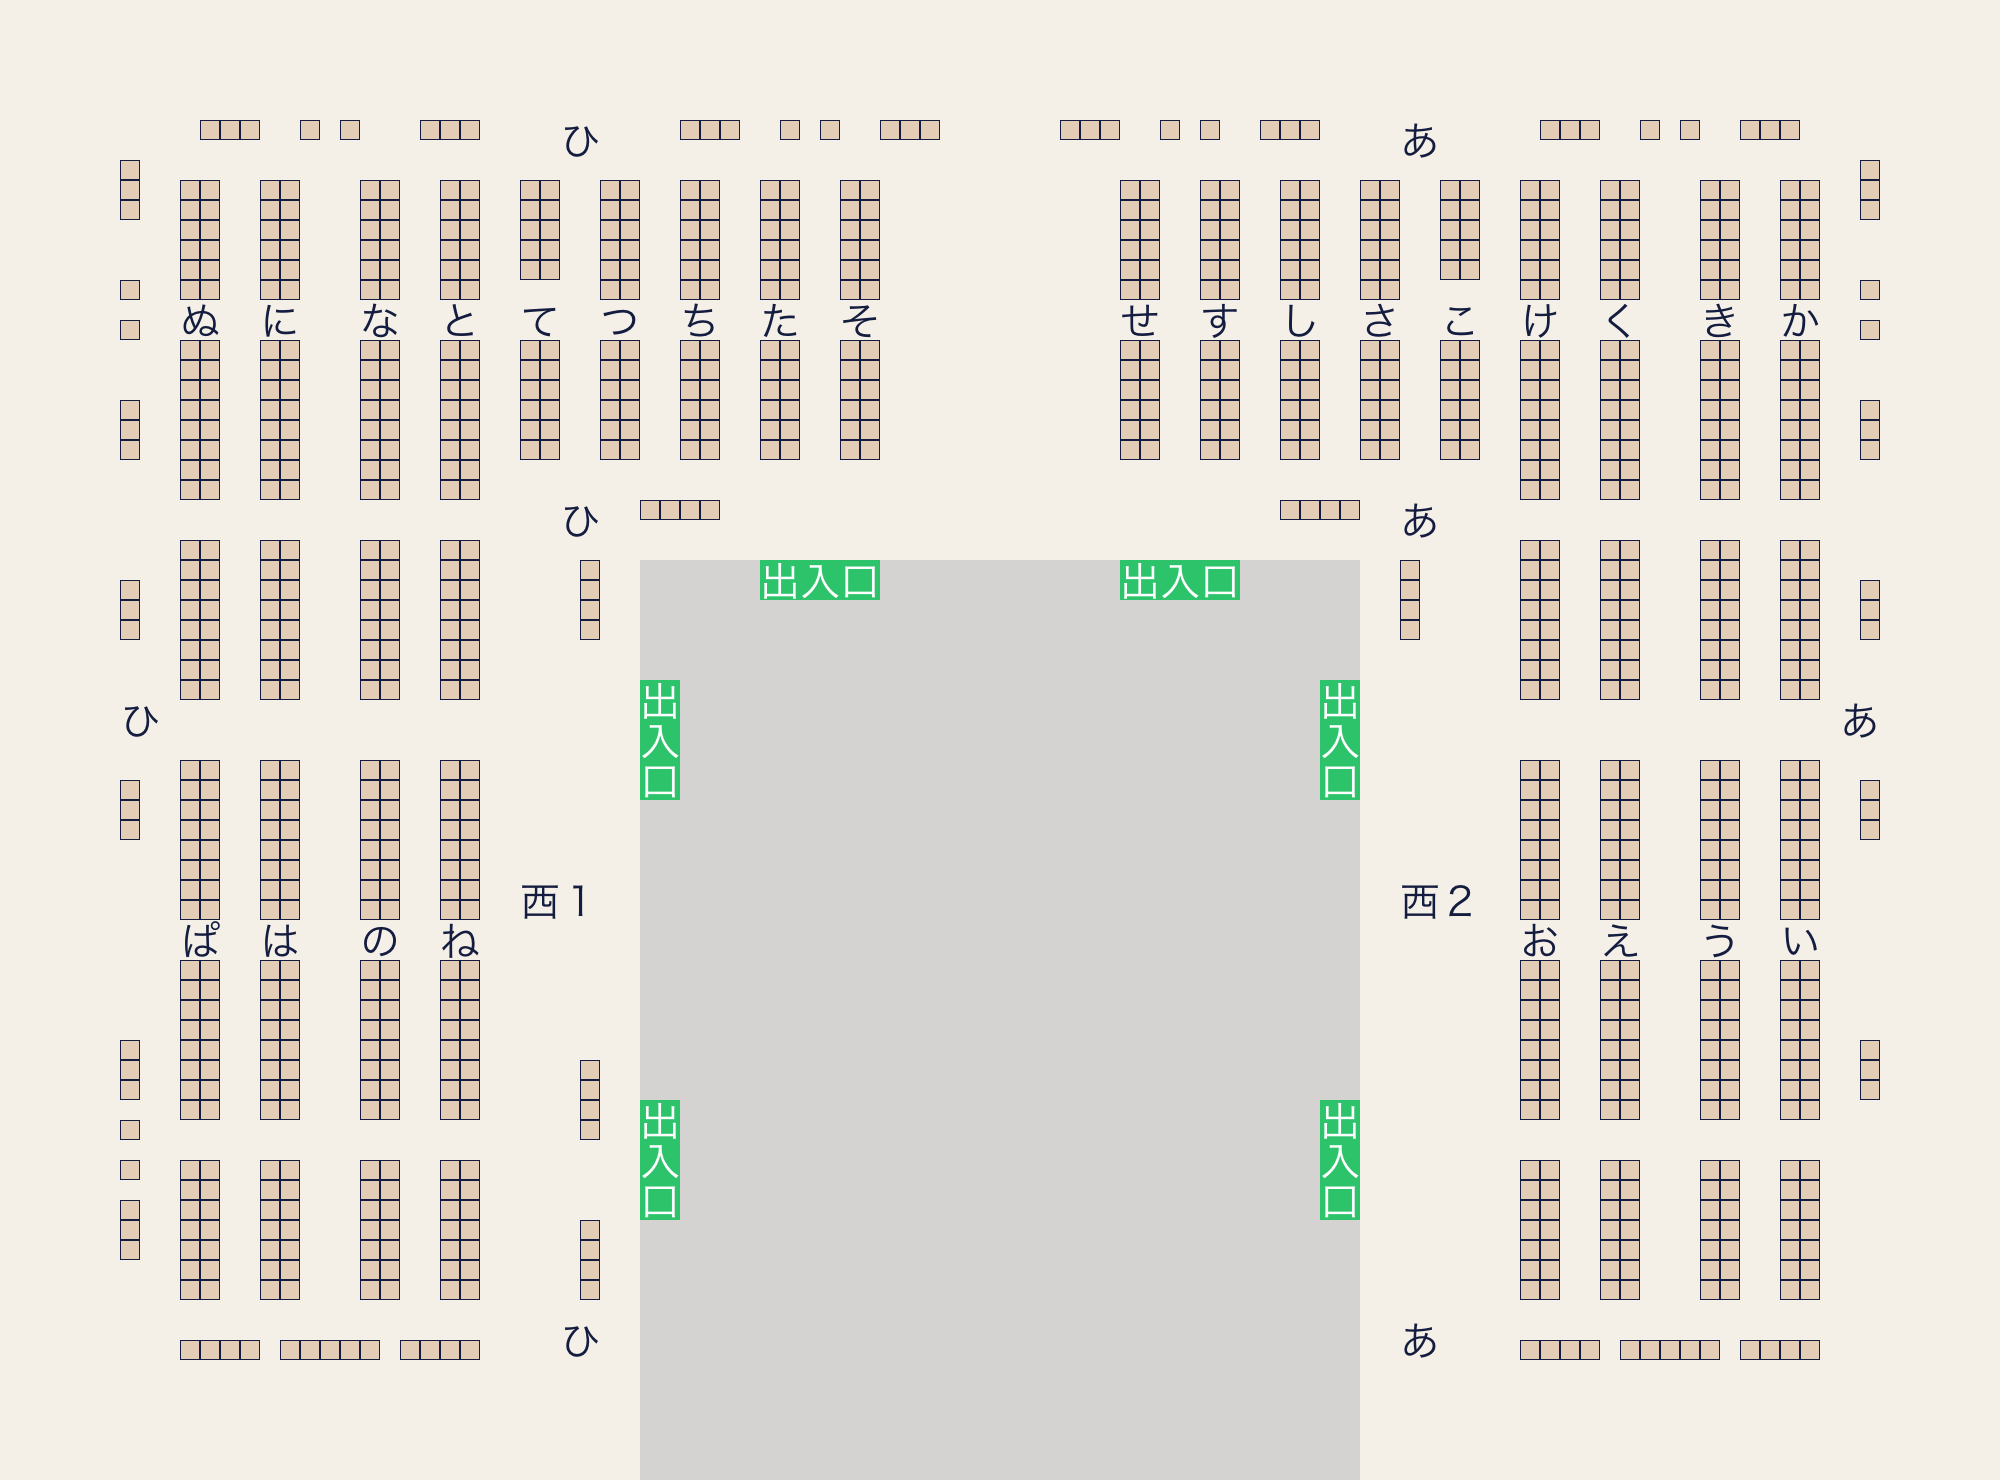 ひ あ
ぬ に な と て つ ち た そ せ す し さ こ け く き か
ひ あ
出入口 出入口
出入口 出入口
ひ あ
西1 西2
ぱ は の ね お え う い
出入口 出入口
ひ あ